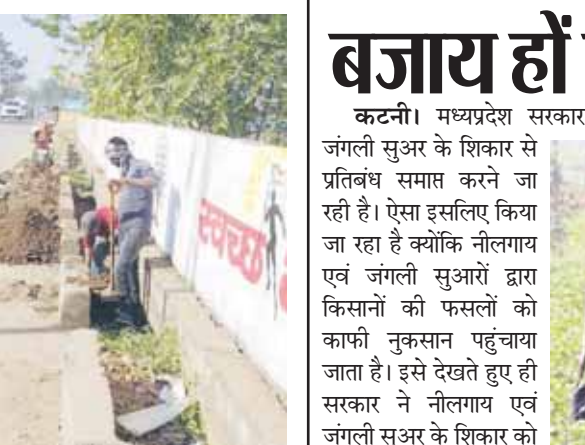 स्वच्छ
बजाय हों
कटनी। मध्यप्रदेश सरकार
जंगली सुअर के शिकार से
प्रतिबंध समाप्त करने जा
रही है। ऐसा इसलिए किया
जा रहा है क्योंकि नीलगाय
एवं जंगली सुआरों द्वारा
किसानों की फसलों को
काफी नुकसान पहुंचाया
जाता है। इसे देखते हुए ही
सरकार ने नीलगाय एवं
जंगली सुअर के शिकार को